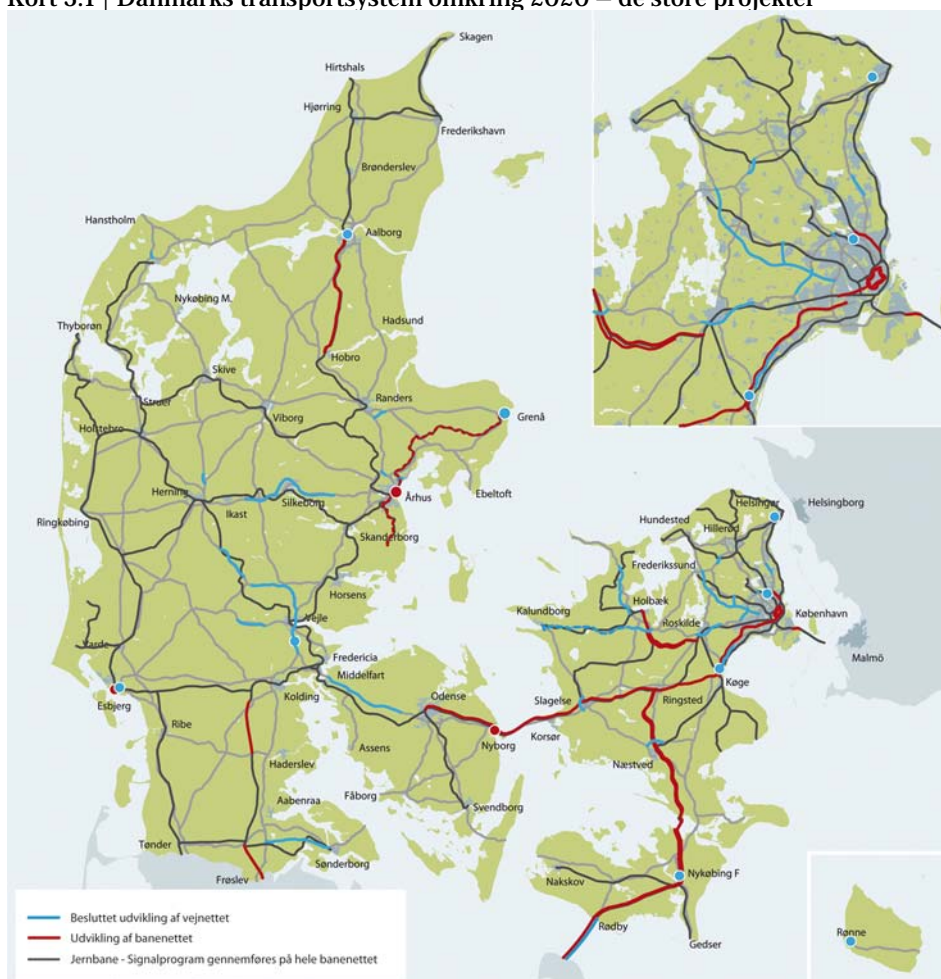 Kort 3.1 | Danmarks transportsystem omkring 2020 – de store projekter
Skagen
Hirtshals
Hjørring
Frederikshavn
Brønderslev
Hanstholm
Aalborg
Nykøbing M.
Hadsund
Thyborøn
Hobro
Skive
Randers
Struer
Viborg
Grenå
Holstebro
Herning
Silkeborg
Århus
Ebeltoft
Ikast
Ringkøbing
Skanderborg
Helsingør
Helsingborg
Hundested
Hillerød
Horsens
Frederikssund
Kalundborg
Holbæk
København
Vejle
Roskilde
Varde
Fredericia
Malmö
Middelfart
Køge
Kolding
Odense
Slagelse
Ringsted
Esbjerg
Ribe
Nyborg
Korsør
Assens
Næstved
Haderslev
Fåborg
Svendborg
Aabenraa
Tønder
Sønderborg
Frøslev
Nakskov
Nykøbing F
Rødby
Gedser
Rønne
Besluttet udvikling af vejnettet
Udvikling af banenettet
Jernbane - Signalprogram gennemføres på hele banenettet